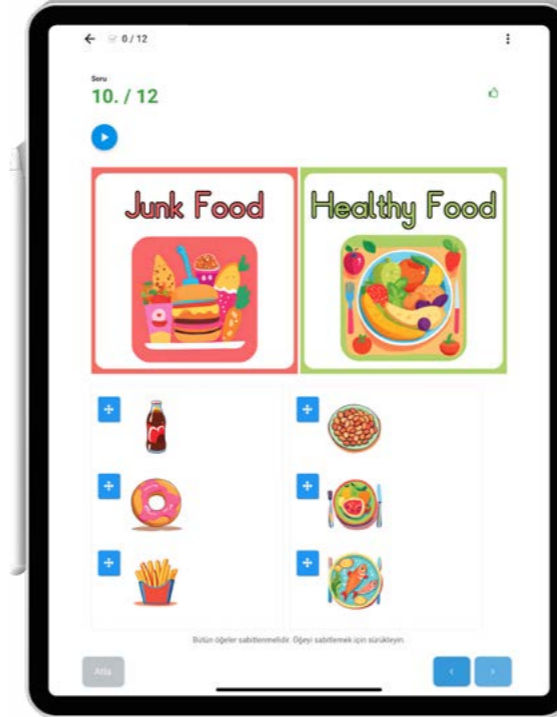 0 / 12
Soru
10. / 12
Junk Food
Healthy Food
Bütün öğeler sabitlenmelidir. Öğeyi sabitlemek için sürükleyin.
Atla